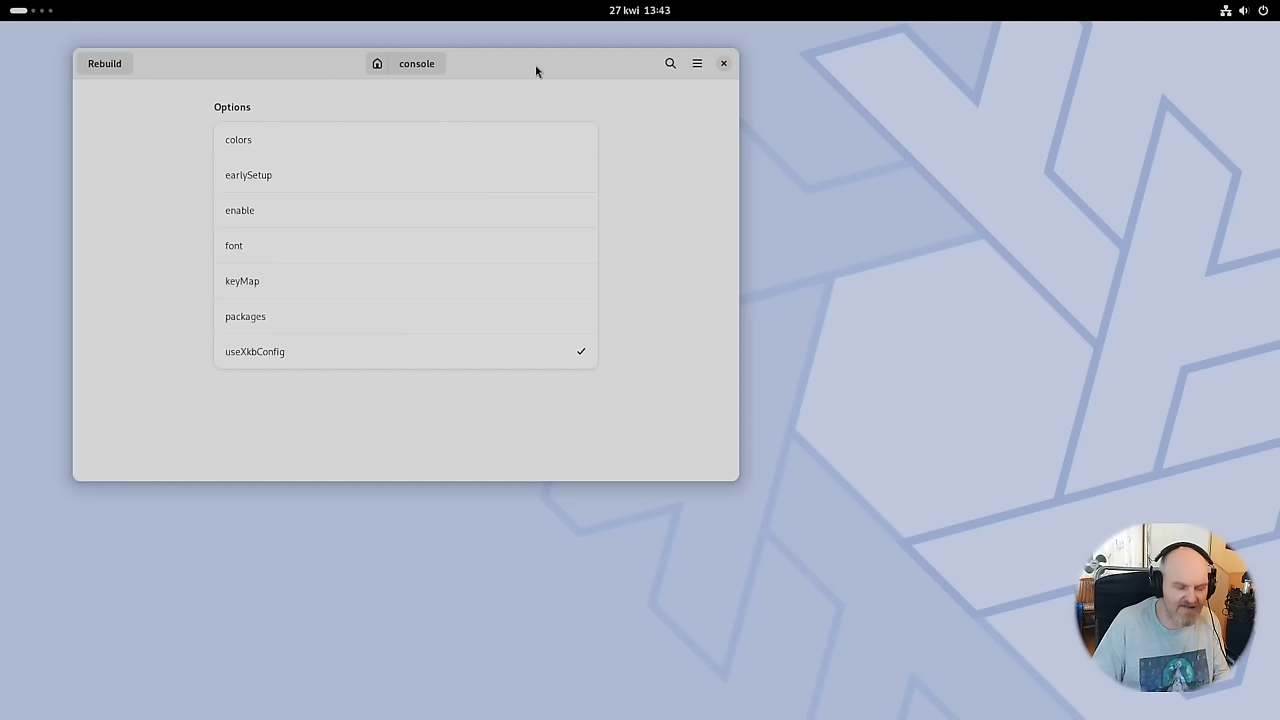 27 kwi 13:43
Rebuild
console
Options
colors
earlySetup
enable
font
keyMap
packages
useXkbConfig